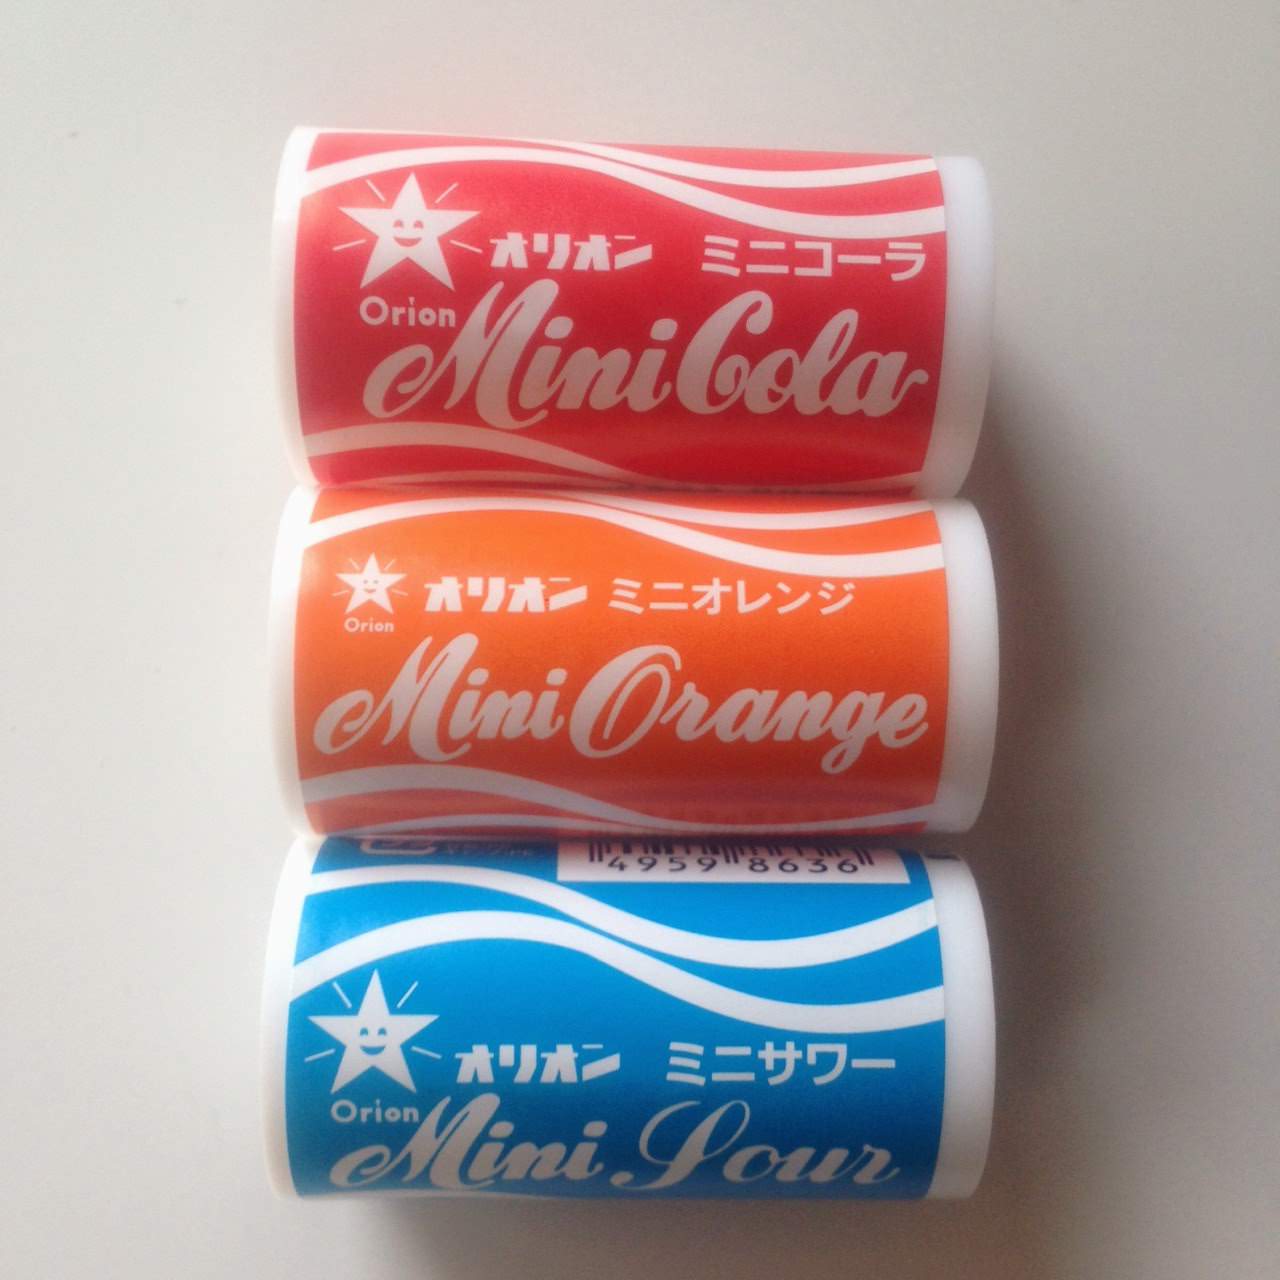 オリオン ミニコーラ
Orion
Mini Cola
オリオン ミニオレンジ
Orion
Mini Orange
4959 8636
オリオン ミニサワー
Orion
Mini Sour